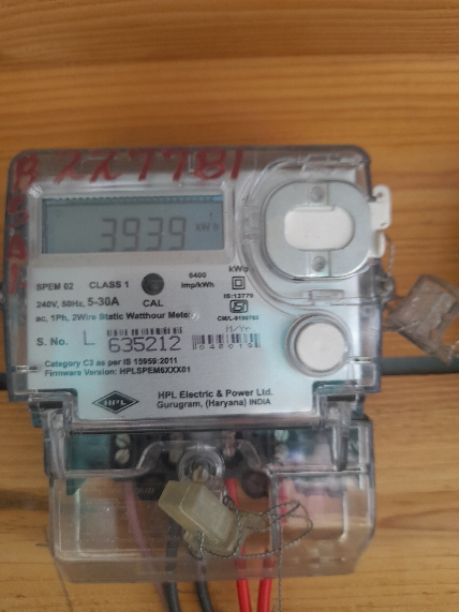 227781
3939 kWh
SPEM 02 CLASS 1 6400 imp/kWh kWh
240V, 50Hz, 5-30A CAL IS:13779
ac, 1Ph, 2Wire Static Watthour Meter
S. No. L 635212
Category C3 as per IS 15959:2011
Firmware Version: HPLSPEM6XXX01
HPL
HPL Electric & Power Ltd.
Gurugram, (Haryana) INDIA